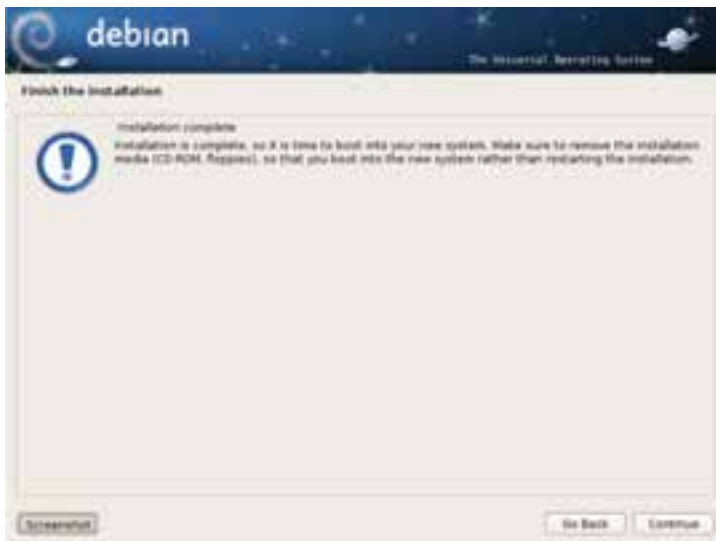 debian
The Universal Operating System
Finish the installation
Installation complete
Installation is complete, so it is time to boot into your new system. Make sure to remove the installation
media (CD-ROM, floppies), so that you boot into the new system rather than restarting the installation.
Screenshot
Go Back
Continue